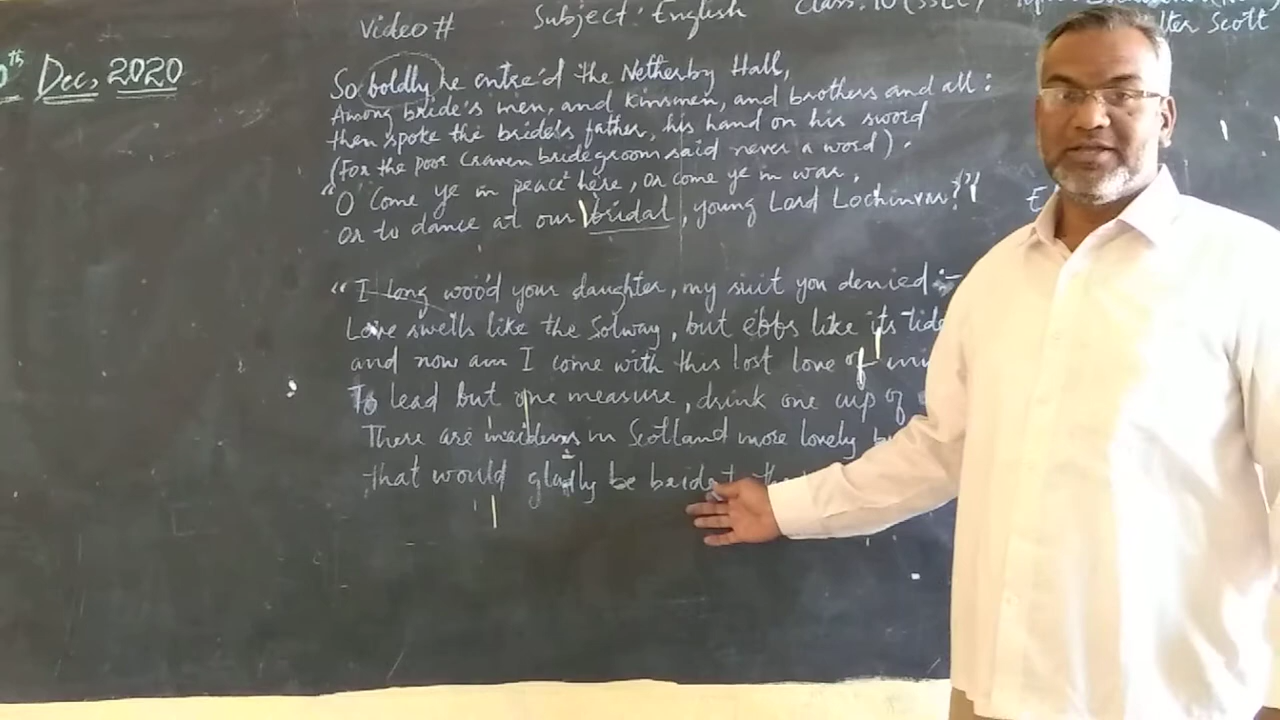 Video # Subject: English Class: 10 (SSLC)
lter Scott
Dec, 2020
So boldly he entre'd the Netherby Hall,
Among bride's men, and kinsmen, and brothers and all :
then spoke the bride's father, his hand on his sword
(For the poor craven bridegroom said never a word).
"O Come ye in peace here, or come ye in war,
Or to dance at our bridal, young Lord Lochinvar?"
"I long woo'd your daughter, my suit you denied :-
Love swells like the Solway, but ebbs like its tide
and now am I come with this lost love of
To lead but one measure, drink one cup of
There are maidens in Scotland more lovely
that would gladly be bride